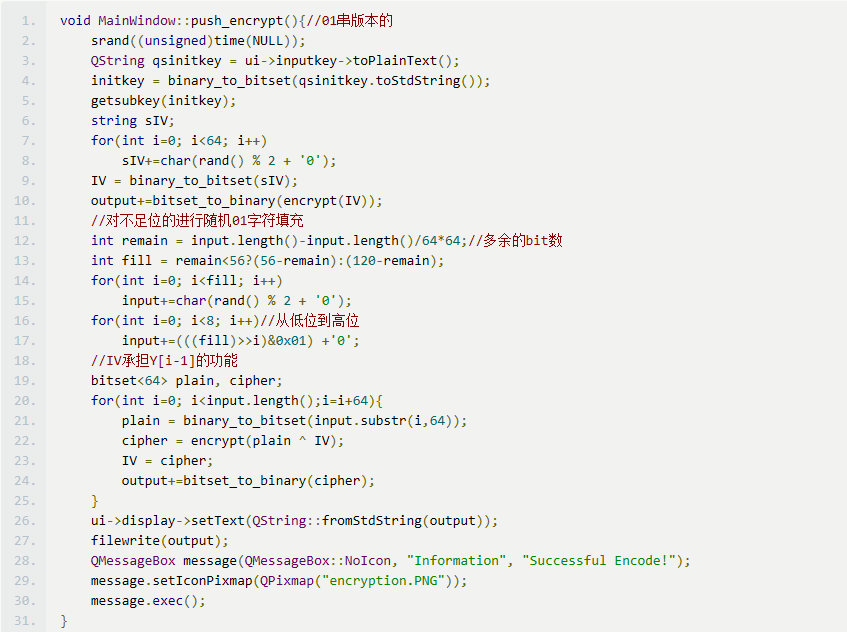 1. void MainWindow::push_encrypt(){//01串版本的
2.     srand((unsigned)time(NULL));
3.     QString qsinitkey = ui->inputkey->toPlainText();
4.     initkey = binary_to_bitset(qsinitkey.toStdString());
5.     getsubkey(initkey);
6.     string sIV;
7.     for(int i=0; i<64; i++)
8.         sIV+=char(rand() % 2 + '0');
9.     IV = binary_to_bitset(sIV);
10.     output+=bitset_to_binary(encrypt(IV));
11.     //对不足位的进行随机01字符填充
12.     int remain = input.length()-input.length()/64*64;//多余的bit数
13.     int fill = remain<56?(56-remain):(120-remain);
14.     for(int i=0; i<fill; i++)
15.         input+=char(rand() % 2 + '0');
16.     for(int i=0; i<8; i++)//从低位到高位
17.         input+=(((fill)>>i)&0x01) +'0';
18.     //IV承担Y[i-1]的功能
19.     bitset<64> plain, cipher;
20.     for(int i=0; i<input.length();i=i+64){
21.         plain = binary_to_bitset(input.substr(i,64));
22.         cipher = encrypt(plain ^ IV);
23.         IV = cipher;
24.         output+=bitset_to_binary(cipher);
25.     }
26.     ui->display->setText(QString::fromStdString(output));
27.     filewrite(output);
28.     QMessageBox message(QMessageBox::NoIcon, "Information", "Successful Encode!");
29.     message.setIconPixmap(QPixmap("encryption.PNG"));
30.     message.exec();
31. }